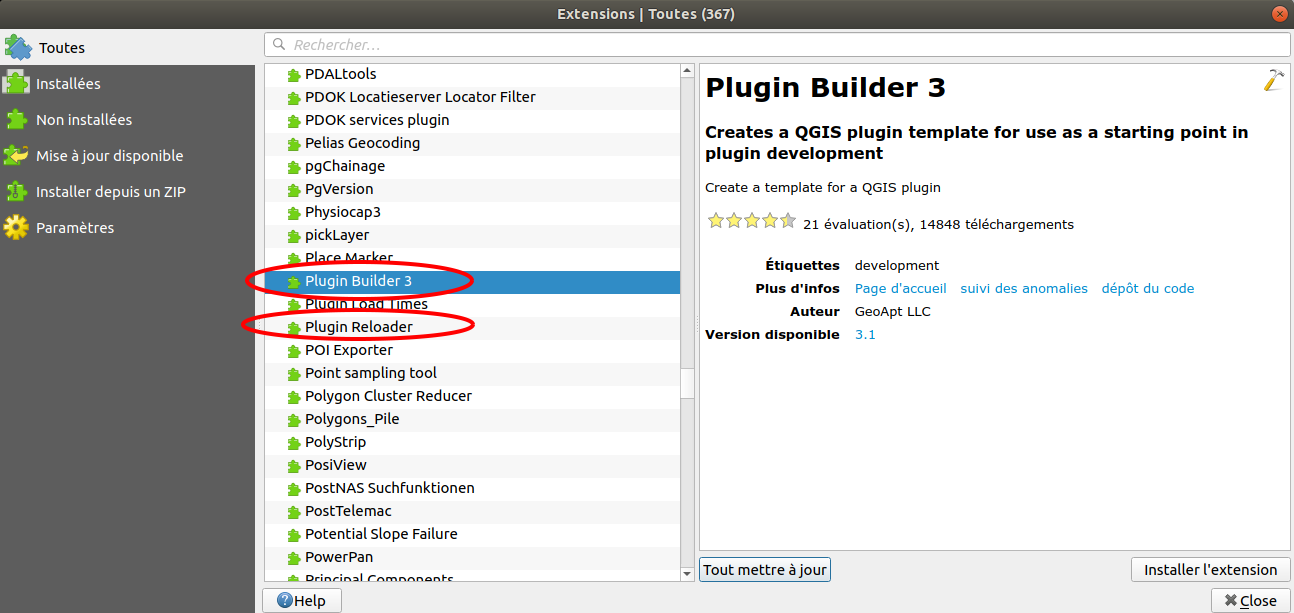 Extensions | Toutes (367)
Toutes
Installées
Non installées
Mise à jour disponible
Installer depuis un ZIP
Paramètres
Rechercher...
PDALtools
PDOK Locatieserver Locator Filter
PDOK services plugin
Pelias Geocoding
pgChainage
PgVersion
Physiocap3
pickLayer
Place Marker
Plugin Builder 3
Plugin Load Times
Plugin Reloader
POI Exporter
Point sampling tool
Polygon Cluster Reducer
Polygons_Pile
PolyStrip
PosiView
PostNAS Suchfunktionen
PostTelemac
Potential Slope Failure
PowerPan
Principal Components
Plugin Builder 3
Creates a QGIS plugin template for use as a starting point in
plugin development
Create a template for a QGIS plugin
21 évaluation(s), 14848 téléchargements
Étiquettes development
Plus d'infos Page d'accueil suivi des anomalies dépôt du code
Auteur GeoApt LLC
Version disponible 3.1
Tout mettre à jour
Installer l'extension
Help
Close